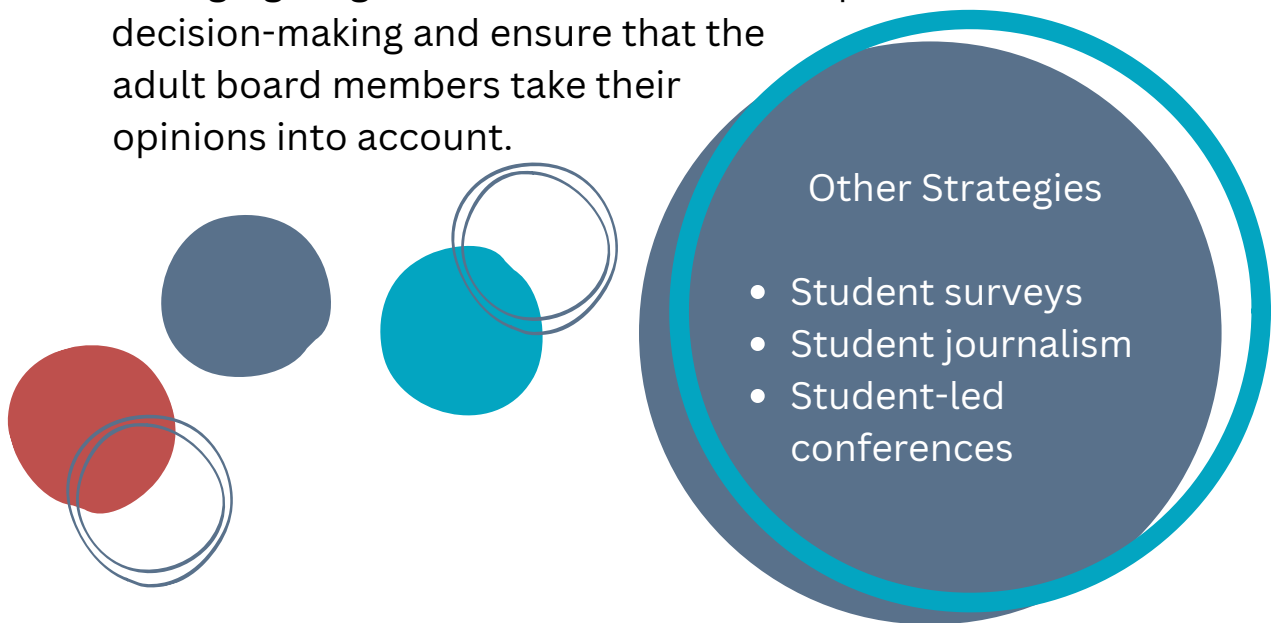 decision-making and ensure that the
adult board members take their
opinions into account.
Other Strategies
• Student surveys
• Student journalism
• Student-led
conferences